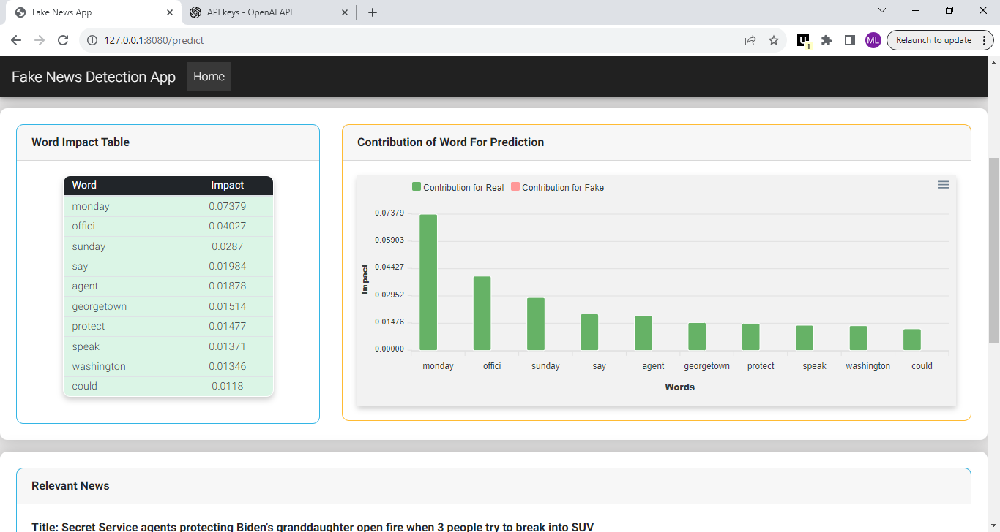 Fake News App
API keys - OpenAI API
127.0.0.1:8080/predict
1
ML
Relaunch to update
Fake News Detection App
Home
Word Impact Table
Word Impact
monday 0.07379
offici 0.04027
sunday 0.0287
say 0.01984
agent 0.01878
georgetown 0.01514
protect 0.01477
speak 0.01371
washington 0.01346
could 0.0118
Contribution of Word For Prediction
Contribution for Real Contribution for Fake
0.07379
0.05903
0.04427
0.02952
0.01476
0.00000
Impact
monday offici sunday say agent georgetown protect speak washington could
Words
Relevant News
Title: Secret Service agents protecting Biden's granddaughter open fire when 3 people try to break into SUV